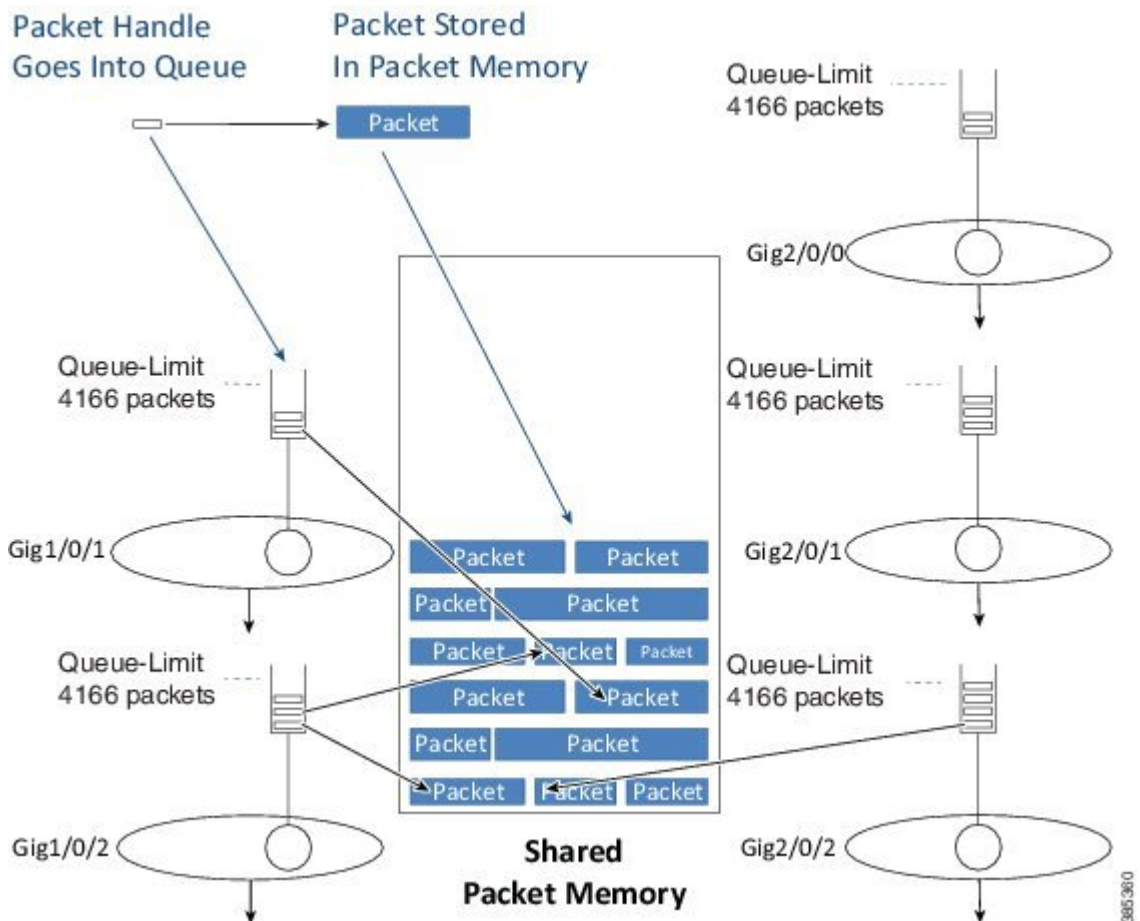 Packet Handle
Goes Into Queue
Packet Stored
In Packet Memory
Packet
Queue-Limit
4166 packets
Gig2/0/0
Queue-Limit
4166 packets
Queue-Limit
4166 packets
Gig1/0/1
Gig2/0/1
Packet Packet
Packet Packet
Packet Packet Packet
Packet Packet
Packet Packet
Packet Packet Packet
Queue-Limit
4166 packets
Queue-Limit
4166 packets
Gig1/0/2
Gig2/0/2
Shared
Packet Memory